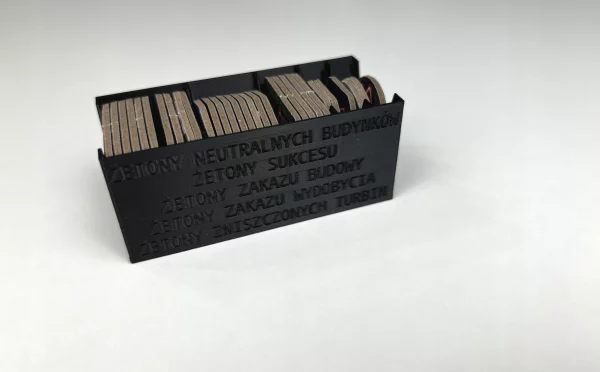 ŻETONY NEUTRALNYCH BUDYNKÓW
ŻETONY SUKCESU
ŻETONY ZAKAZU BUDOWY
ŻETONY ZAKAZU WYDOBYCIA
ŻETONY ZNISZCZONYCH TURBIN